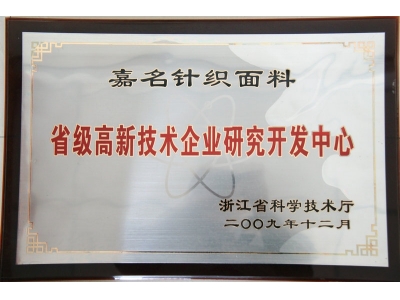 嘉名针织面料
省级高新技术企业研究开发中心
浙江省科学技术厅
二〇〇九年十二月